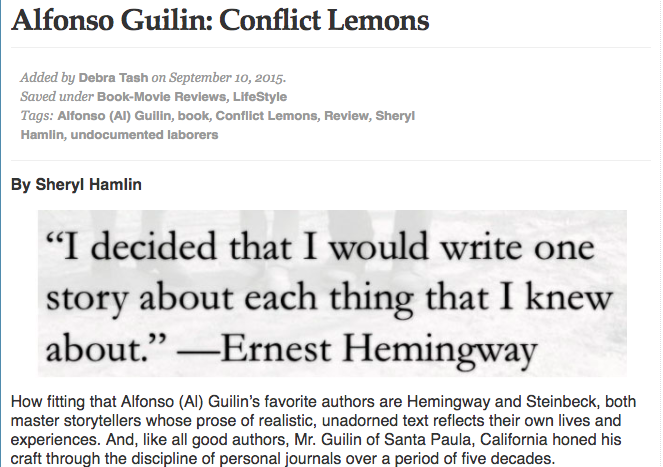 Alfonso Guilin: Conflict Lemons
Added by Debra Tash on September 10, 2015.
Saved under Book-Movie Reviews, LifeStyle
Tags: Alfonso (Al) Guilin, book, Conflict Lemons, Review, Sheryl
Hamlin, undocumented laborers
By Sheryl Hamlin
“I decided that I would write one
story about each thing that I knew
about.” —Ernest Hemingway
How fitting that Alfonso (Al) Guilin’s favorite authors are Hemingway and Steinbeck, both
master storytellers whose prose of realistic, unadorned text reflects their own lives and
experiences. And, like all good authors, Mr. Guilin of Santa Paula, California honed his
craft through the discipline of personal journals over a period of five decades.